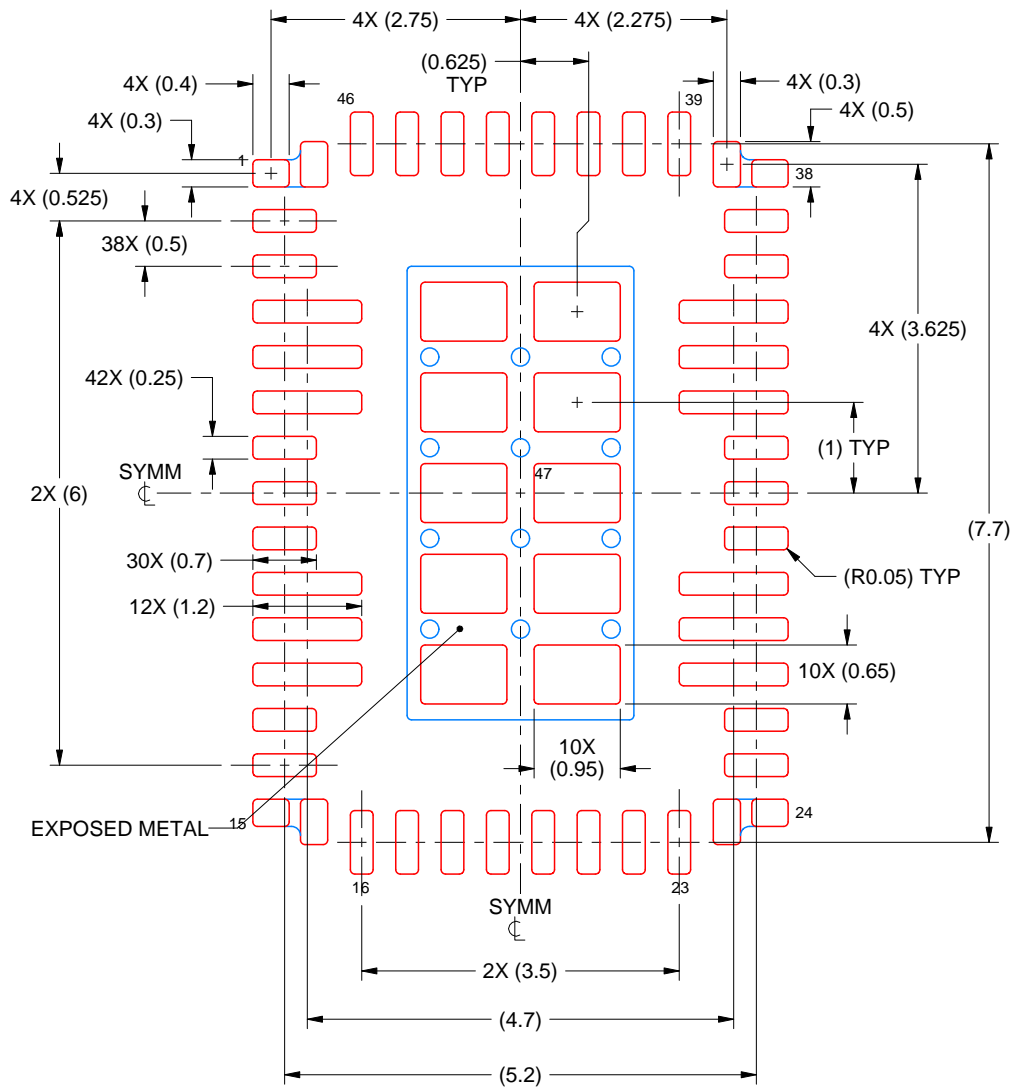 4X (2.75)
4X (2.275)
(0.625)
TYP
4X (0.4)
4X (0.3)
46
39
4X (0.5)
4X (0.3)
1
38
4X (0.525)
38X (0.5)
4X (3.625)
42X (0.25)
(1) TYP
SYMM
47
2X (6)
(7.7)
30X (0.7)
(R0.05) TYP
12X (1.2)
10X (0.65)
10X
(0.95)
EXPOSED METAL
15
24
16
23
SYMM
2X (3.5)
(4.7)
(5.2)